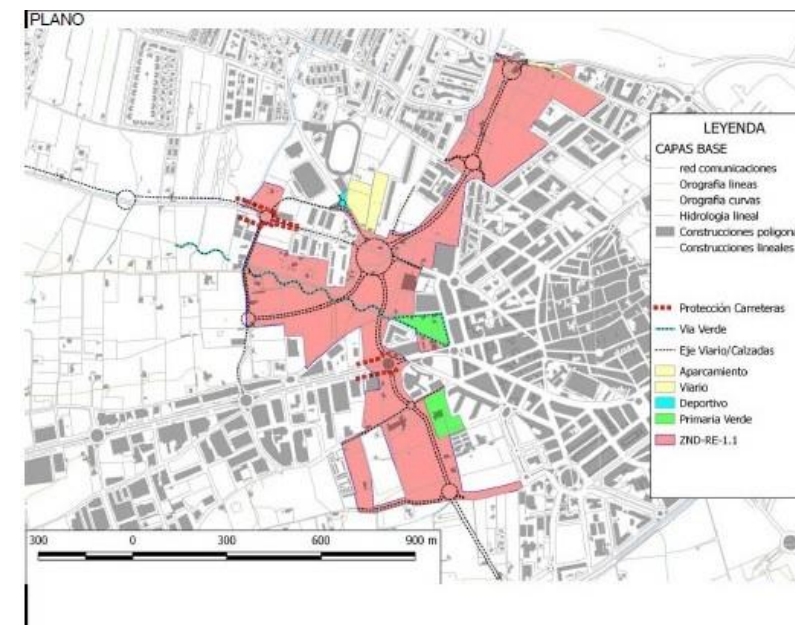 PLANO
LEYENDA
CAPAS BASE
red comunicaciones
Orografia lineas
Orografia curvas
Hidrologia lineal
Construcciones poligona
Construcciones lineales
Protección Carreteras
Via Verde
Eje Viario/Calzadas
Aparcamiento
Viario
Deportivo
Primaria Verde
ZND-RE-1.1
300 0 300 600 900 m